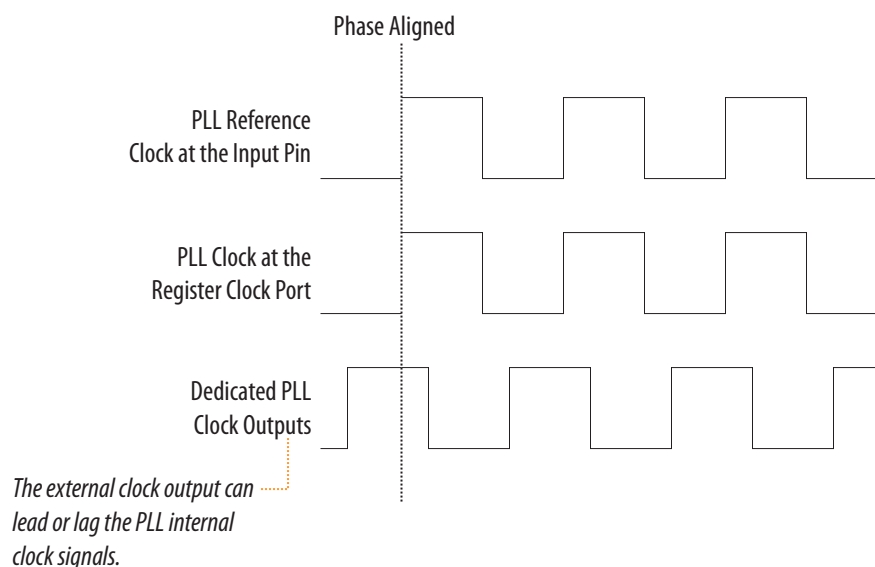 Phase Aligned
PLL Reference
Clock at the Input Pin
PLL Clock at the
Register Clock Port
Dedicated PLL
Clock Outputs
The external clock output can
lead or lag the PLL internal
clock signals.